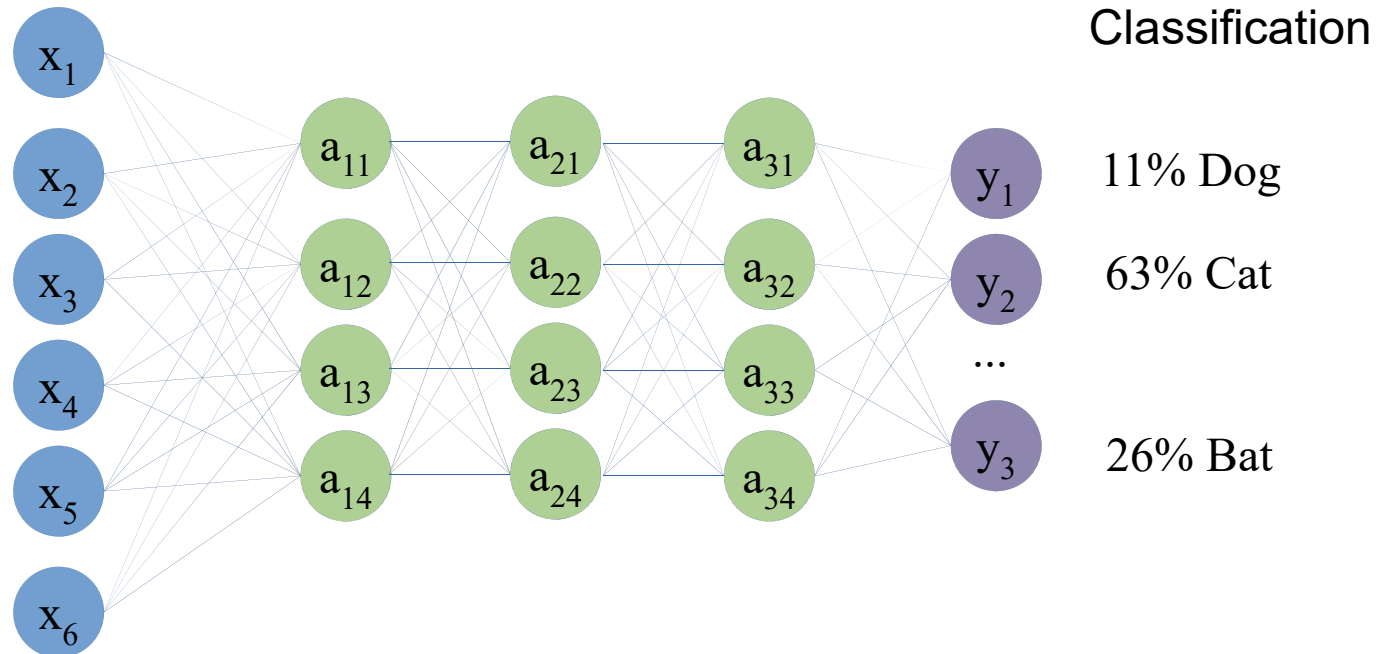 Classification
x1
x2
x3
x4
x5
x6
a11
a12
a13
a14
a21
a22
a23
a24
a31
a32
a33
a34
y1
y2
...
y3
11% Dog
63% Cat
26% Bat